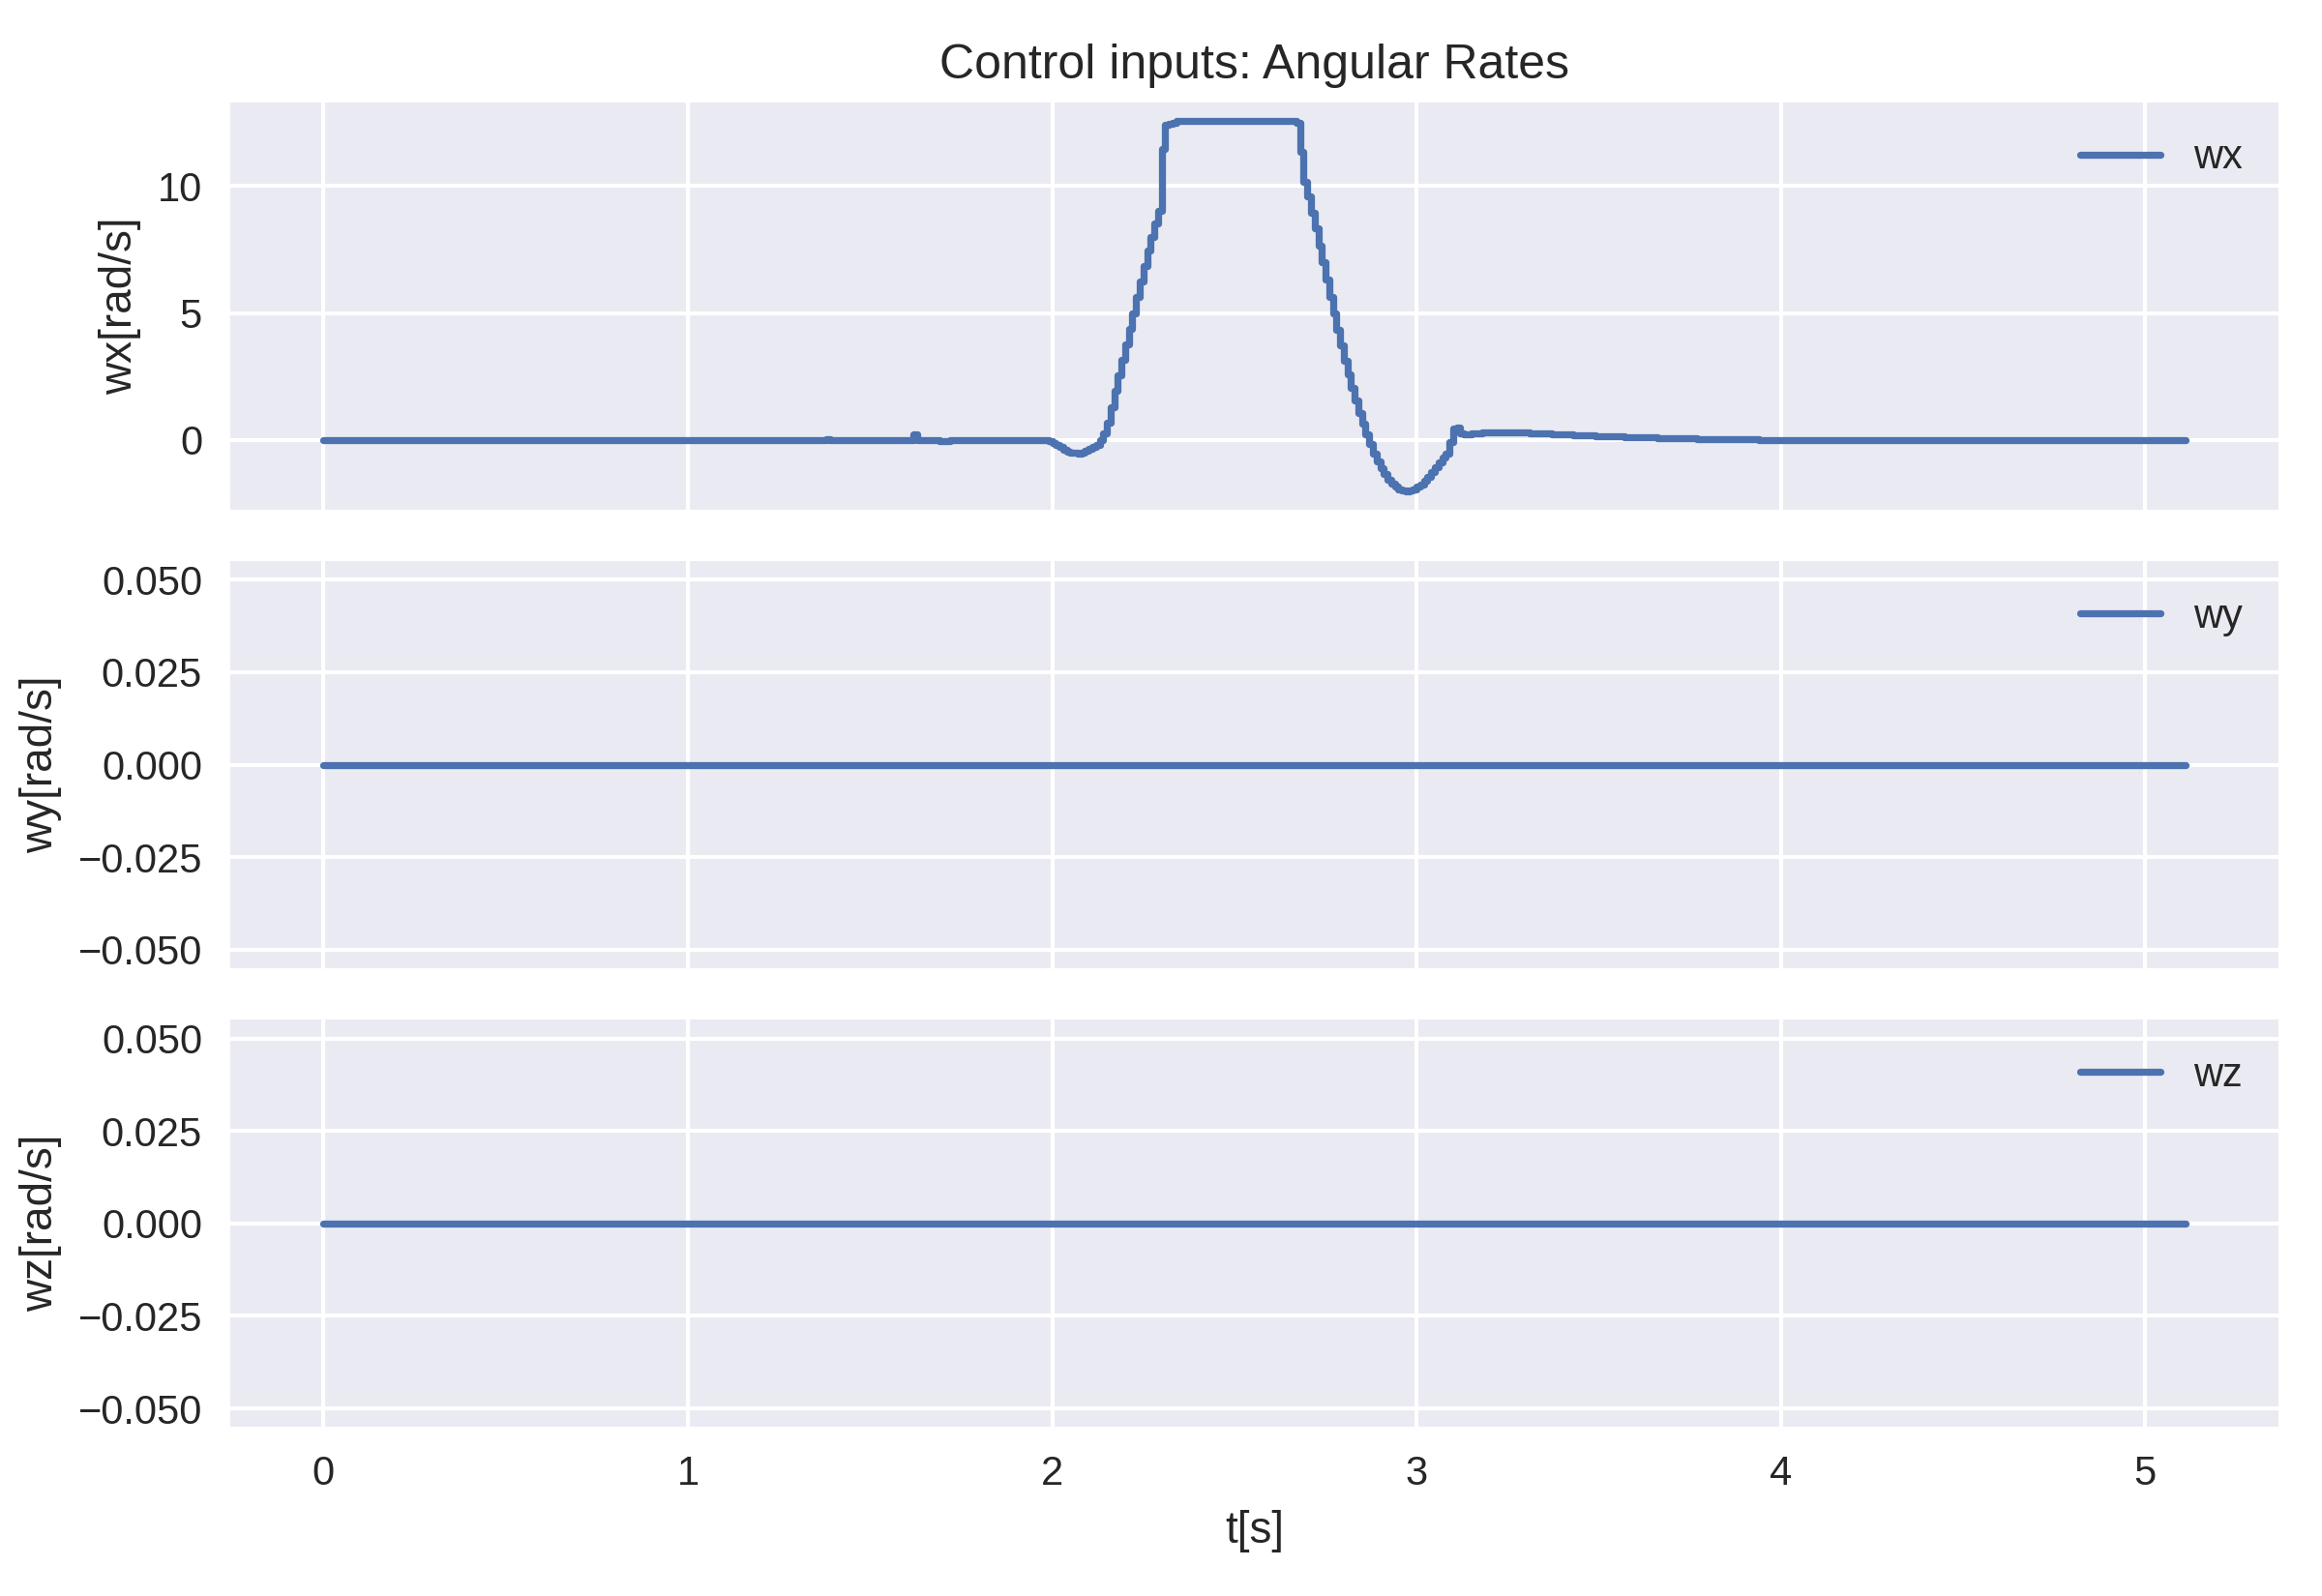 Control inputs: Angular Rates
wx[rad/s]
10
5
0
wx
wy[rad/s]
0.050
0.025
0.000
−0.025
−0.050
wy
wz[rad/s]
0.050
0.025
0.000
−0.025
−0.050
wz
0 1 2 3 4 5
t[s]